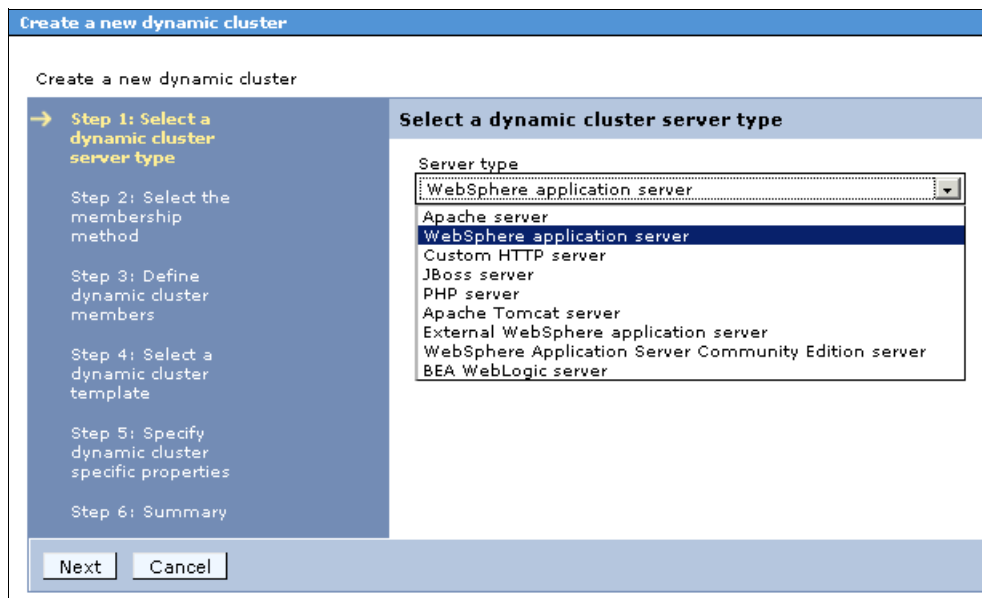 Create a new dynamic cluster
Create a new dynamic cluster
Step 1: Select a
dynamic cluster
server type
Step 2: Select the
membership
method
Step 3: Define
dynamic cluster
members
Step 4: Select a
dynamic cluster
template
Step 5: Specify
dynamic cluster
specific properties
Step 6: Summary
Select a dynamic cluster server type
Server type
WebSphere application server
Apache server
WebSphere application server
Custom HTTP server
JBoss server
PHP server
Apache Tomcat server
External WebSphere application server
WebSphere Application Server Community Edition server
BEA WebLogic server
Next
Cancel